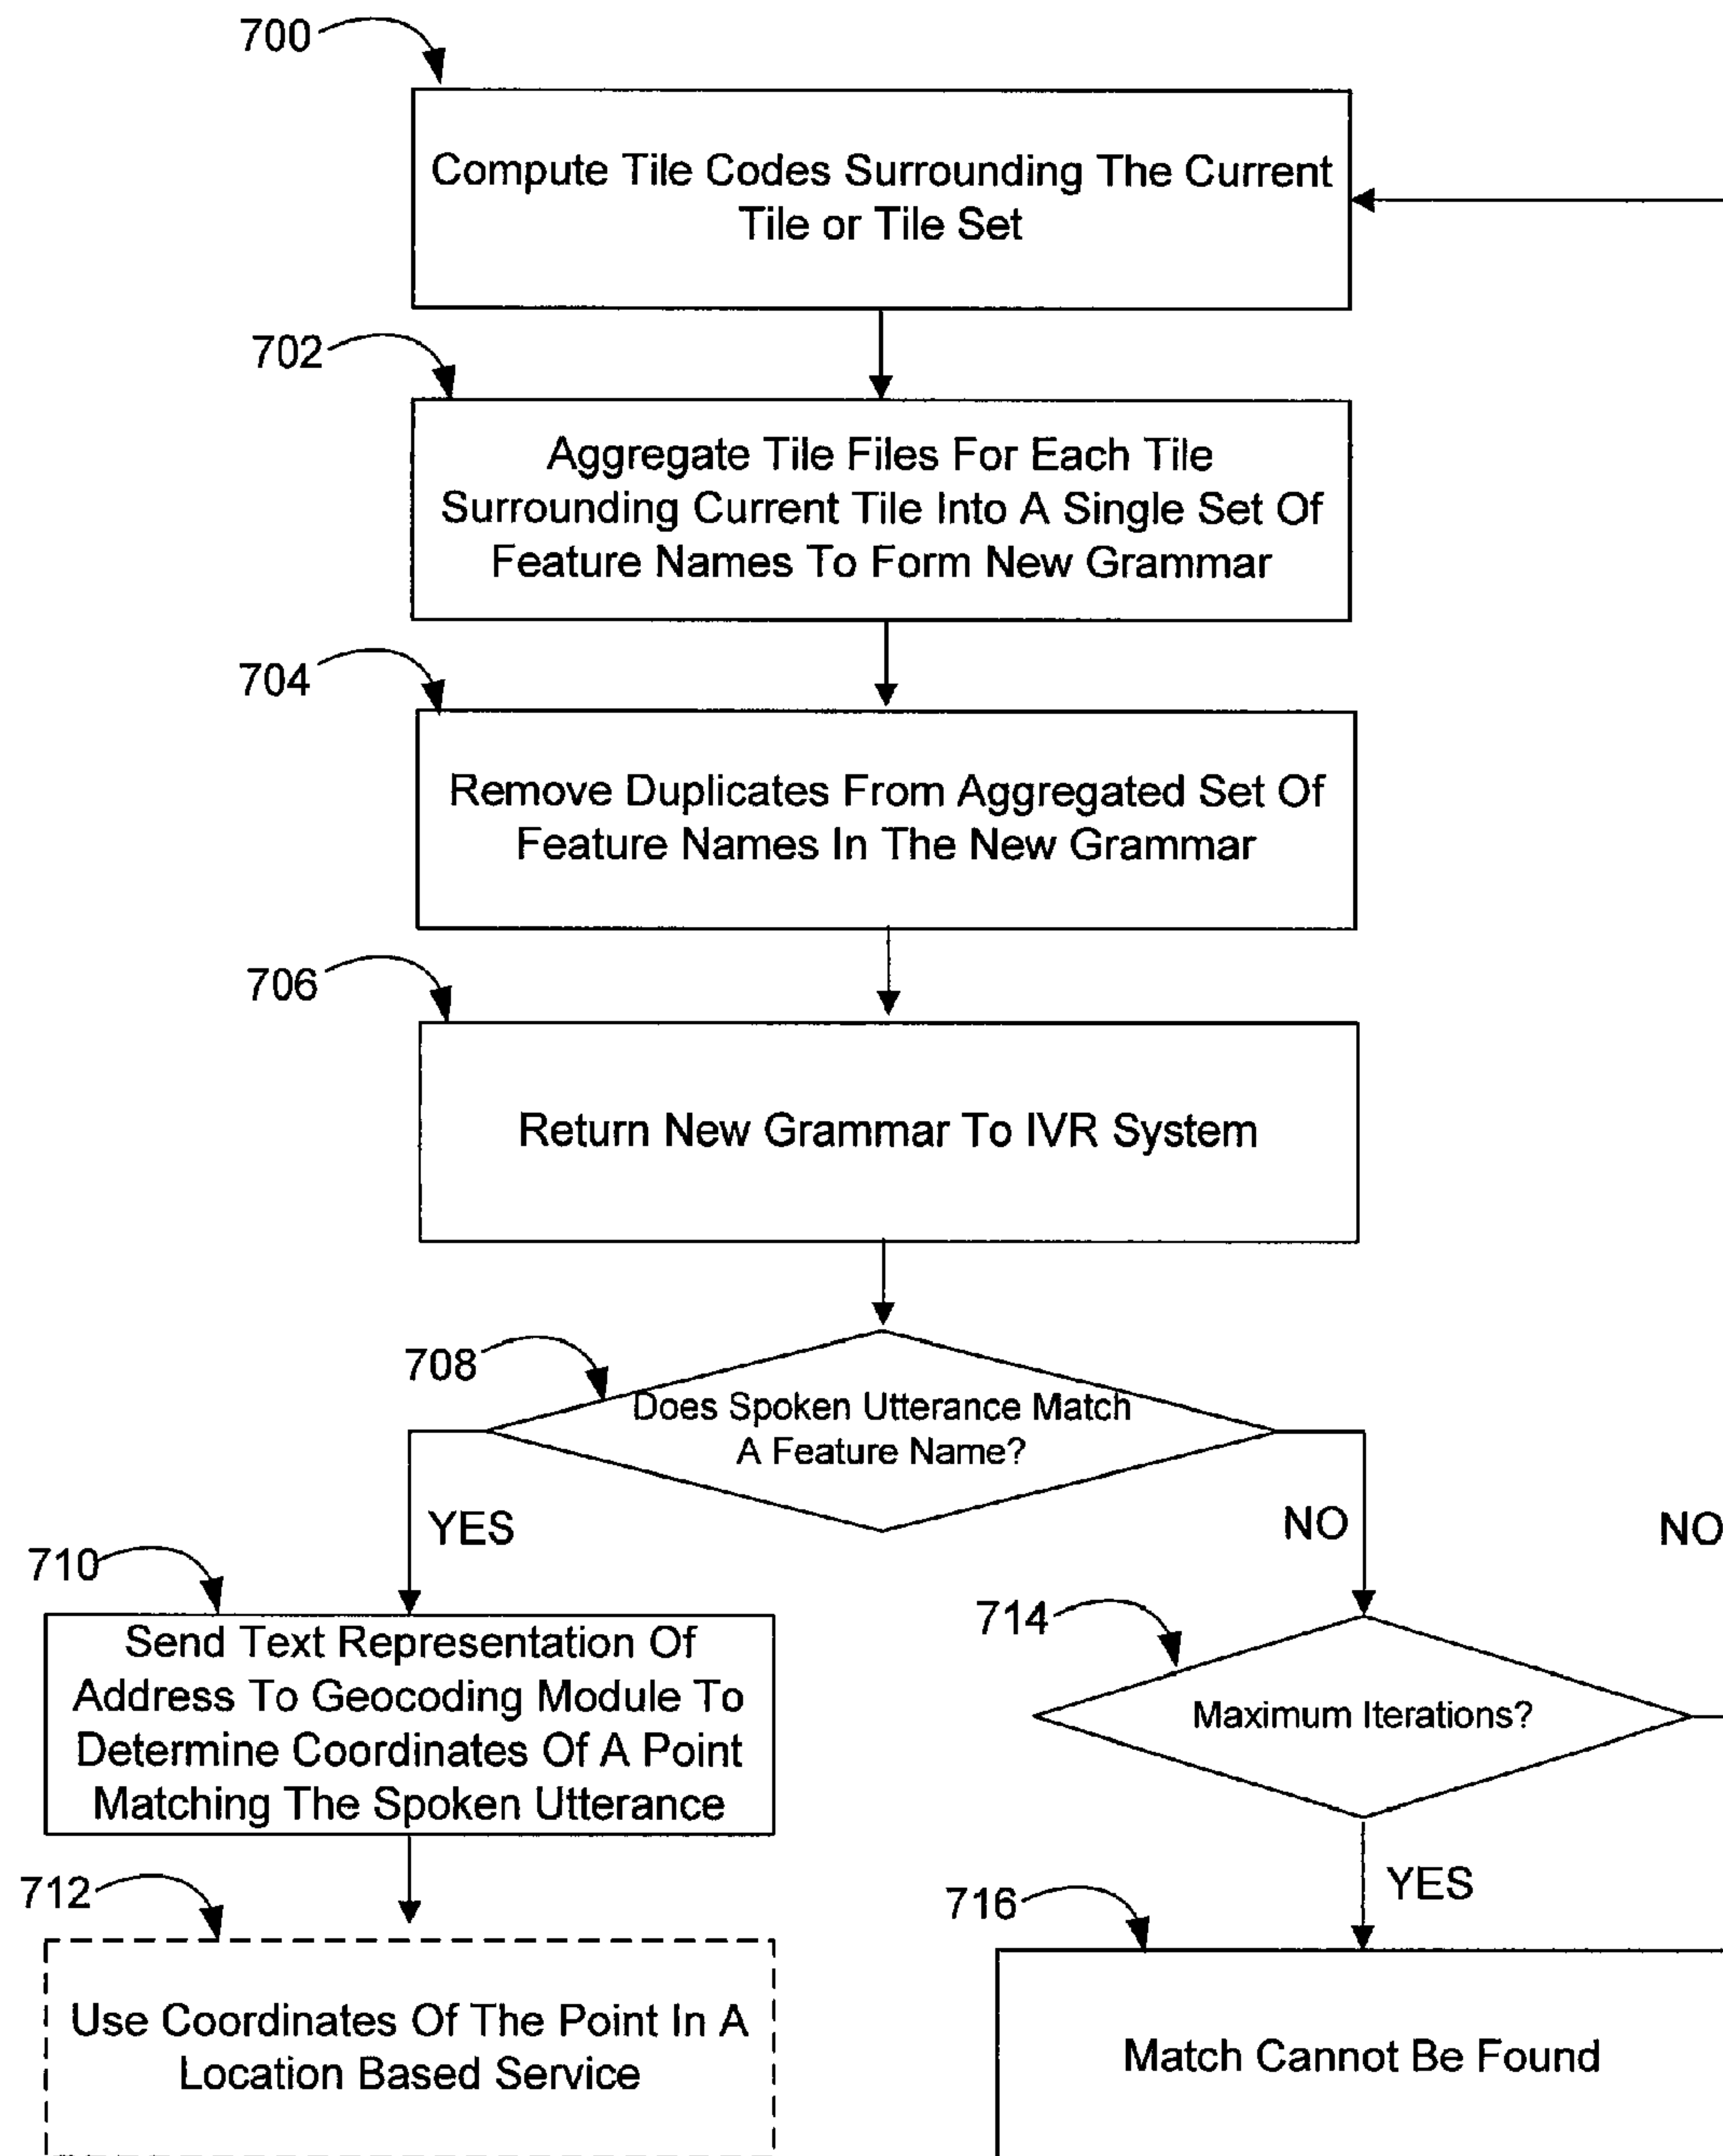 700
Compute Tile Codes Surrounding The Current
Tile or Tile Set
702
Aggregate Tile Files For Each Tile
Surrounding Current Tile Into A Single Set Of
Feature Names To Form New Grammar
704
Remove Duplicates From Aggregated Set Of
Feature Names In The New Grammar
706
Return New Grammar To IVR System
708
Does Spoken Utterance Match
A Feature Name?
YES
NO
NO
710
Send Text Representation Of
Address To Geocoding Module To
Determine Coordinates Of A Point
Matching The Spoken Utterance
714
Maximum Iterations?
YES
712
Use Coordinates Of The Point In A
Location Based Service
716
Match Cannot Be Found